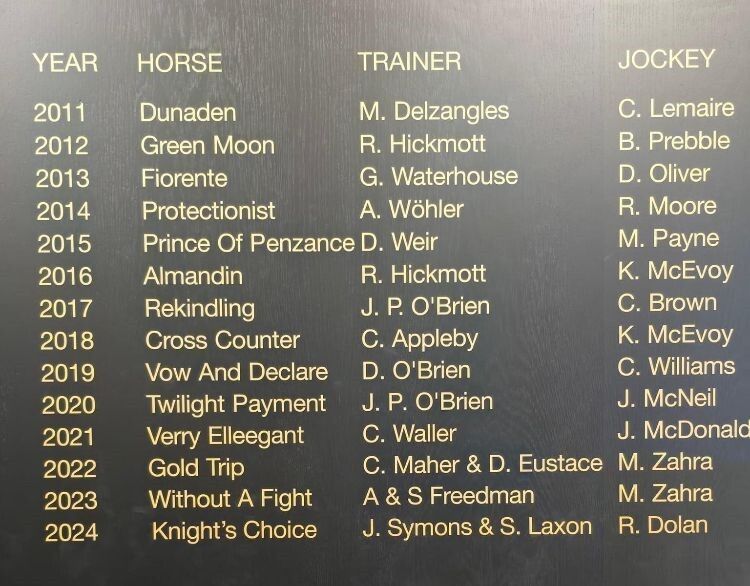 YEAR HORSE TRAINER JOCKEY
2011 Dunaden M. Delzangles C. Lemaire
2012 Green Moon R. Hickmott B. Prebble
2013 Fiorente G. Waterhouse D. Oliver
2014 Protectionist A. Wöhler R. Moore
2015 Prince Of Penzance D. Weir M. Payne
2016 Almandin R. Hickmott K. McEvoy
2017 Rekindling J. P. O'Brien C. Brown
2018 Cross Counter C. Appleby K. McEvoy
2019 Vow And Declare D. O'Brien C. Williams
2020 Twilight Payment J. P. O'Brien J. McNeil
2021 Verry Elleegant C. Waller J. McDonald
2022 Gold Trip C. Maher & D. Eustace M. Zahra
2023 Without A Fight A & S Freedman M. Zahra
2024 Knight's Choice J. Symons & S. Laxon R. Dolan